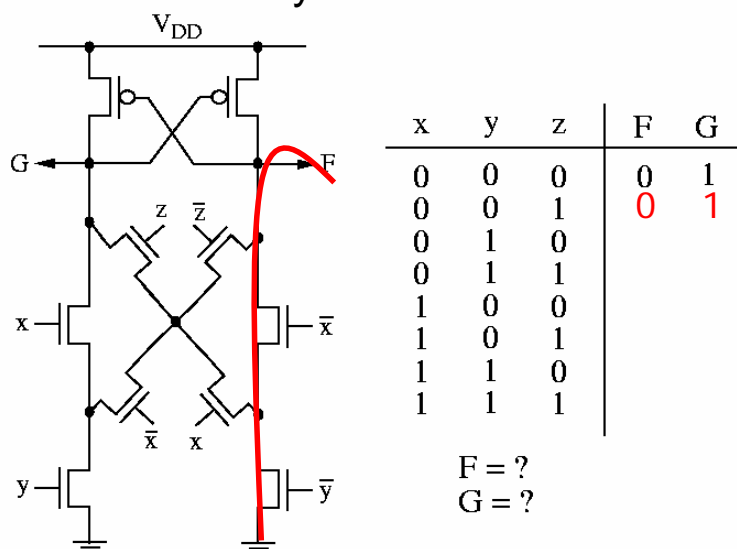 V_DD
G
F
z z̅
x
x̅
x̅ x
y
y̅
x y z F G
0 0 0 0 1
0 0 1 0 1
0 1 0
0 1 1
1 0 0
1 0 1
1 1 0
1 1 1
F = ?
G = ?